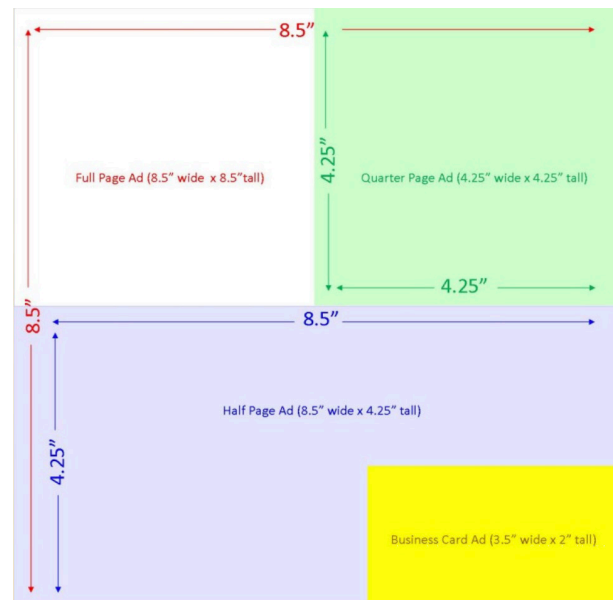 8.5”
Full Page Ad (8.5” wide  x 8.5”tall)
4.25”
Quarter Page Ad (4.25” wide x 4.25” tall)
4.25”
8.5”
8.5”
Half Page Ad (8.5” wide x 4.25” tall)
4.25”
Business Card Ad (3.5” wide x 2” tall)